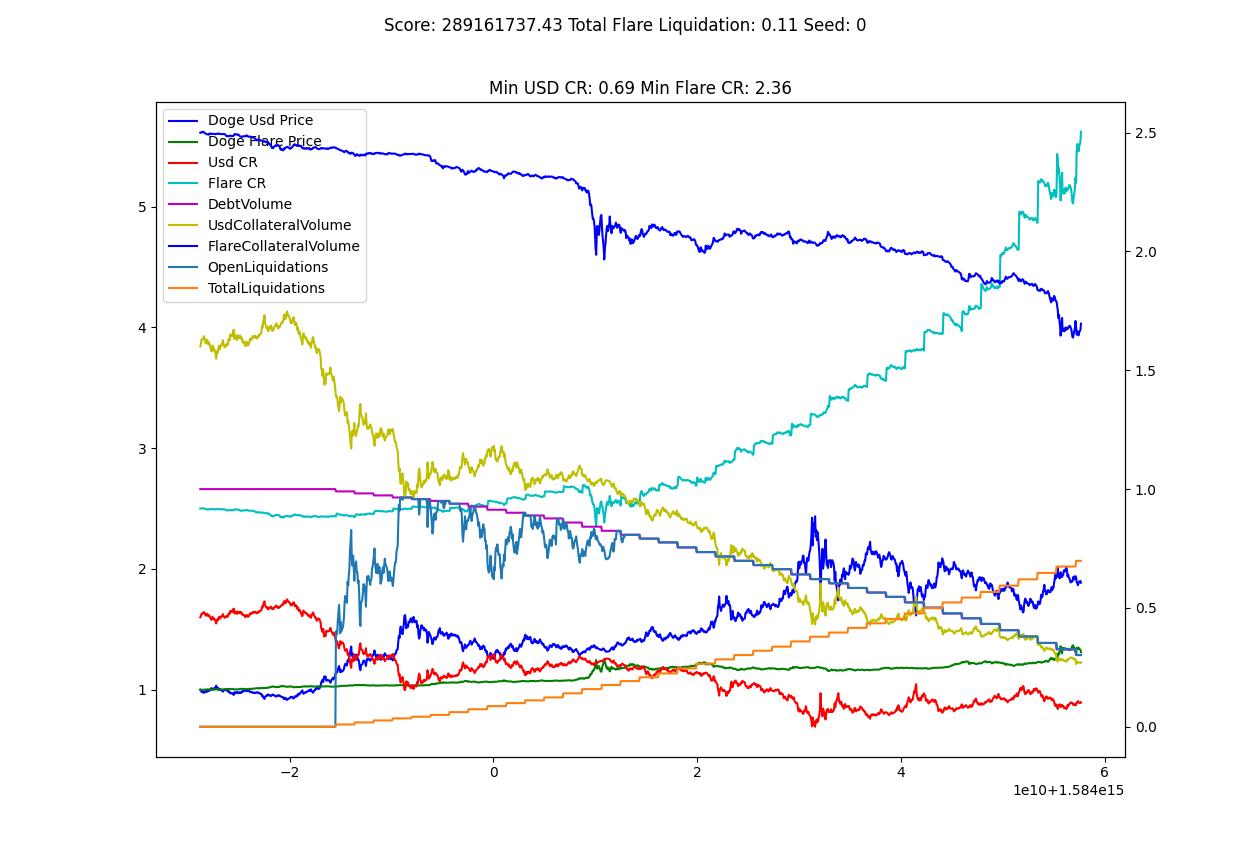 Score: 289161737.43 Total Flare Liquidation: 0.11 Seed: 0
Min USD CR: 0.69 Min Flare CR: 2.36
Doge Usd Price
Doge Flare Price
Usd CR
Flare CR
DebtVolume
UsdCollateralVolume
FlareCollateralVolume
OpenLiquidations
TotalLiquidations
5
4
3
2
1
2.5
2.0
1.5
1.0
0.5
0.0
−2
0
2
4
6
1e10+1.584e15